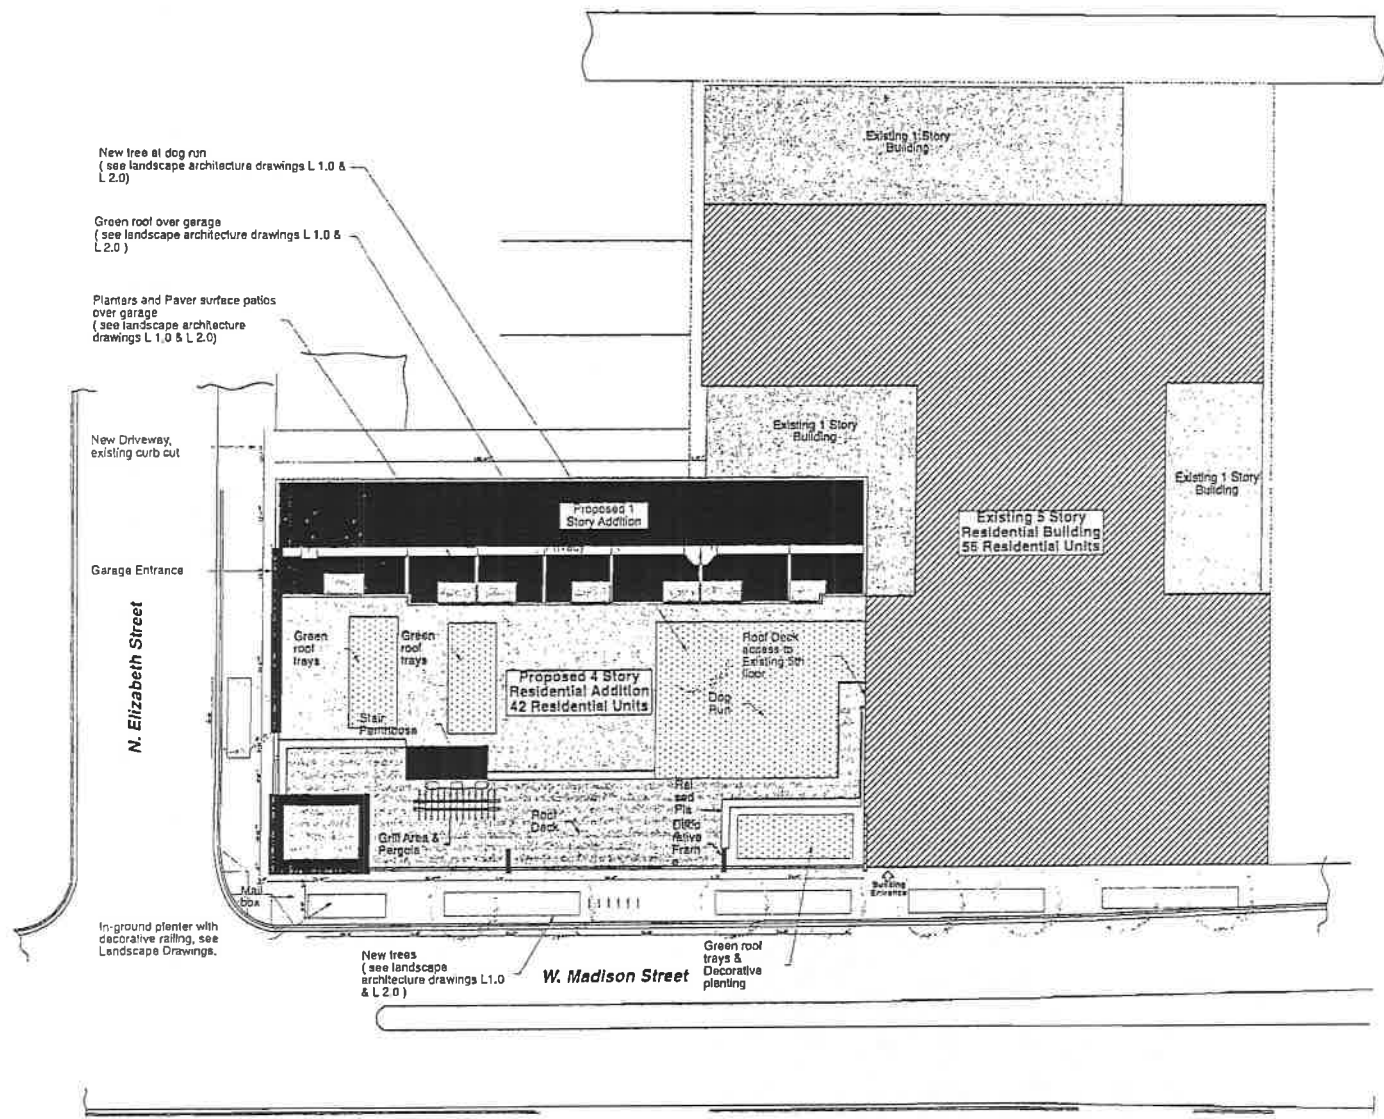 Existing 1 Story
Building
New tree at dog run
( see landscape architecture drawings L 1.0 &
L 2.0)
Green roof over garage
( see landscape architecture drawings L 1.0 &
L 2.0 )
Planters and Paver surface patios
over garage
( see landscape architecture
drawings L 1.0 & L 2.0)
New Driveway,
existing curb cut
Existing 1 Story
Building
Existing 1 Story
Building
Proposed 1
Story Addition
Existing 5 Story
Residential Building
55 Residential Units
Garage Entrance
N. Elizabeth Street
Green
roof
trays
Green
roof
trays
Roof Deck
access to
Existing 5th
floor
Proposed 4 Story
Residential Addition
42 Residential Units
Dog
Run
Stair
Penthouse
Roof
Deck
Grill Area &
Pergola
Building
Entrance
Mail
box
In-ground planter with
decorative railing, see
Landscape Drawings.
New trees
( see landscape
architecture drawings L1.0
& L 2.0 )
W. Madison Street
Green roof
trays &
Decorative
planting